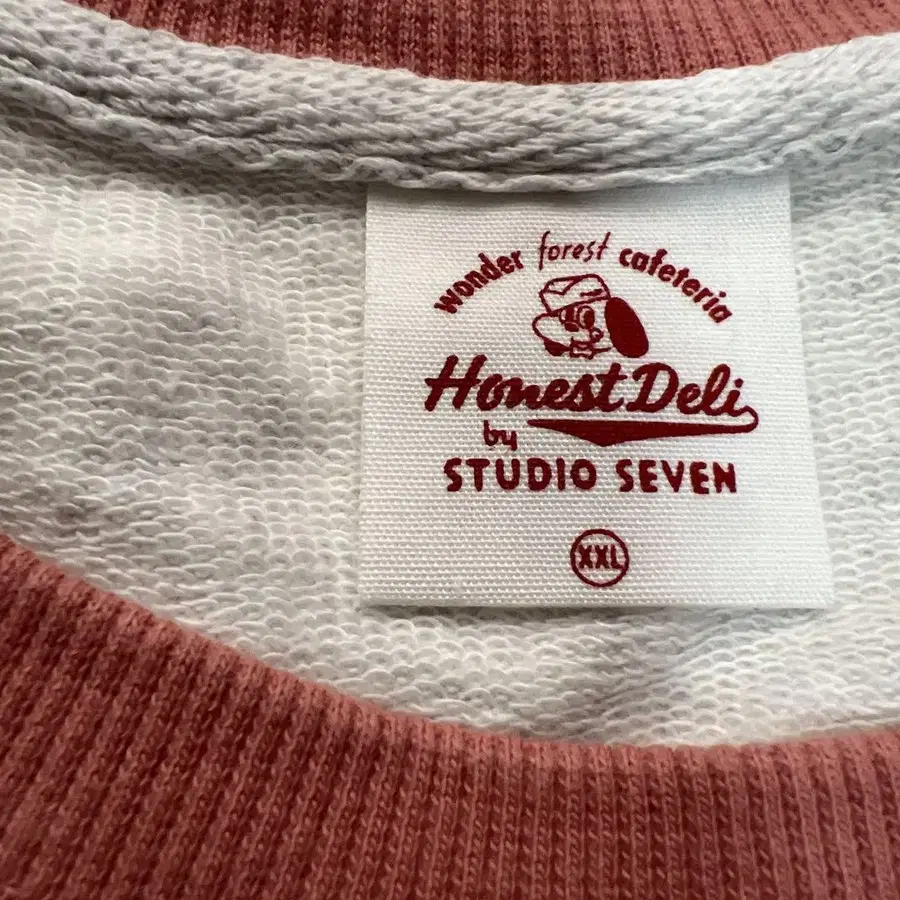 wonder forest cafeteria
Honest Deli
by
STUDIO SEVEN
XXL